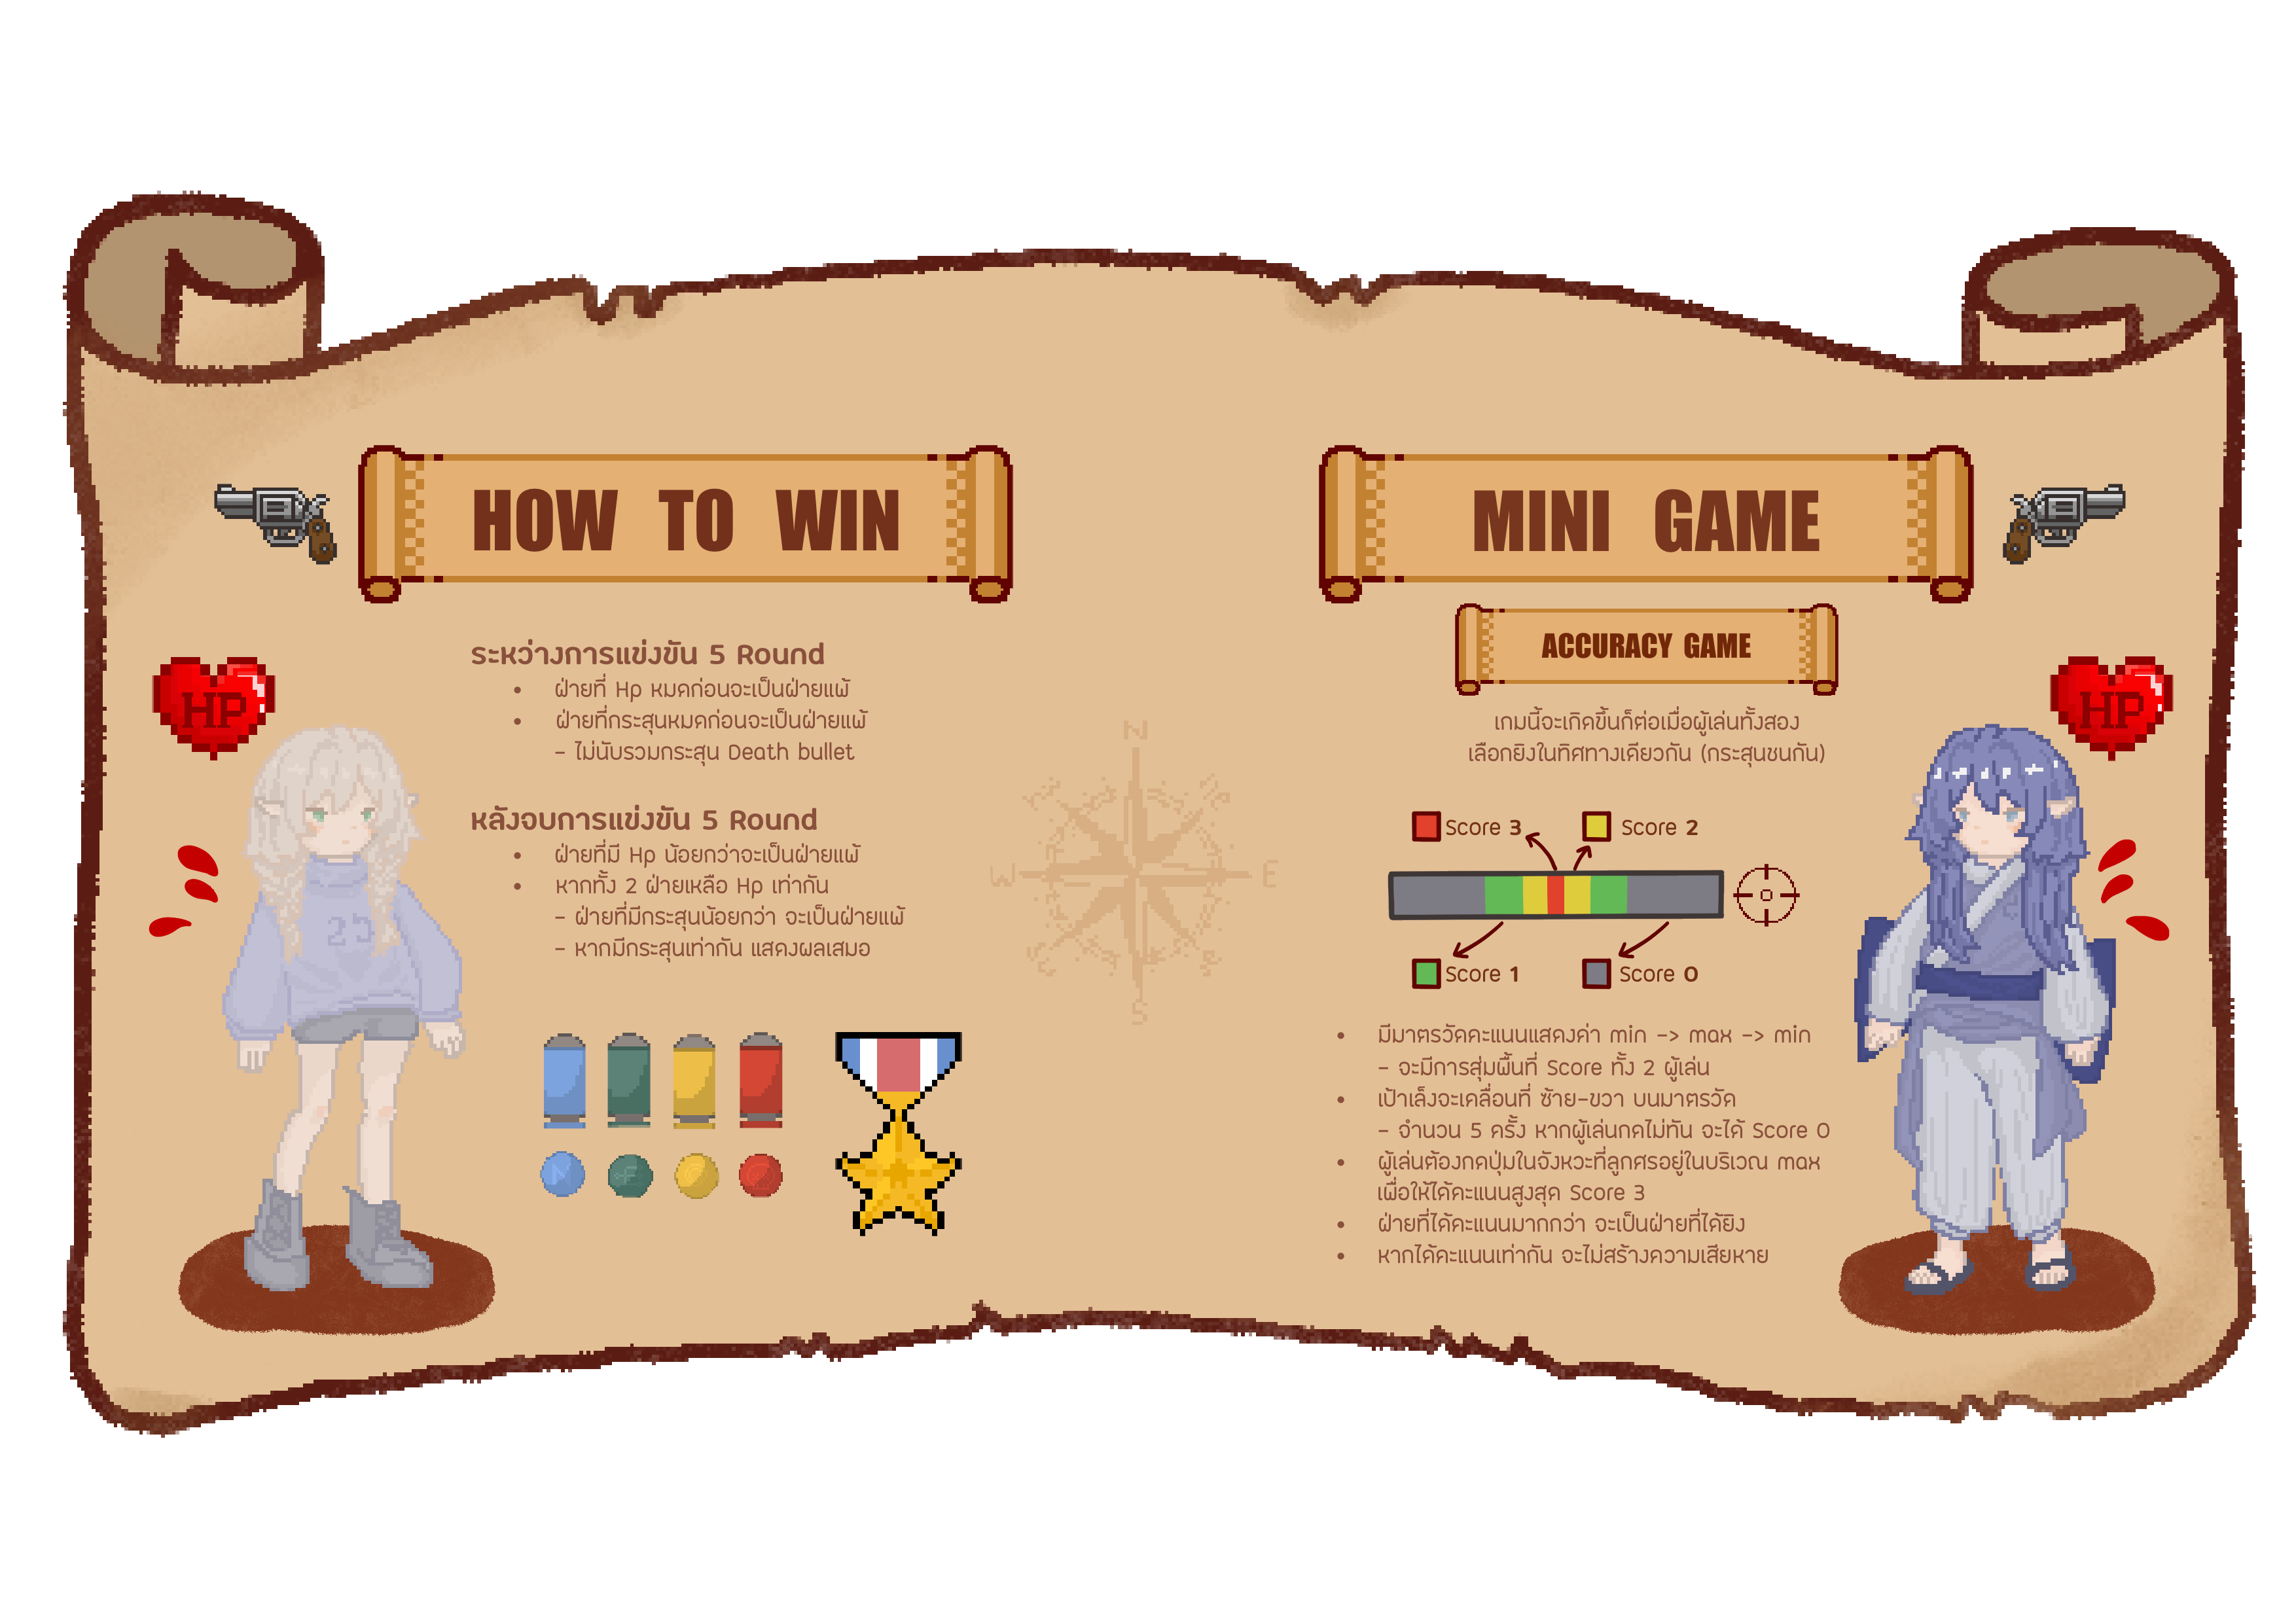 HOW TO WIN
HP
ระหว่างการแข่งขัน 5 Round
• ฝ่ายที่ Hp หมดก่อนจะเป็นฝ่ายแพ้
• ฝ่ายที่กระสุนหมดก่อนจะเป็นฝ่ายแพ้
- ไม่นับรวมกระสุน Death bullet
หลังจบการแข่งขัน 5 Round
• ฝ่ายที่มี Hp น้อยกว่าจะเป็นฝ่ายแพ้
• หากทั้ง 2 ฝ่ายเหลือ Hp เท่ากัน
- ฝ่ายที่มีกระสุนน้อยกว่า จะเป็นฝ่ายแพ้
- หากมีกระสุนเท่ากัน แสดงผลเสมอ
N
W
E
S
MINI GAME
ACCURACY GAME
HP
เกมนี้จะเกิดขึ้นก็ต่อเมื่อผู้เล่นทั้งสอง
เลือกยิงในทิศทางเดียวกัน (กระสุนชนกัน)
Score 3 Score 2
Score 1 Score 0
• มีมาตรวัดคะแนนแสดงค่า min -> max -> min
- จะมีการสุ่มพื้นที่ Score ทั้ง 2 ผู้เล่น
• เป้าเล็งจะเคลื่อนที่ ซ้าย-ขวา บนมาตรวัด
- จำนวน 5 ครั้ง หากผู้เล่นกดไม่ทัน จะได้ Score 0
• ผู้เล่นต้องกดปุ่มในจังหวะที่ลูกศรอยู่ในบริเวณ max
เพื่อให้ได้คะแนนสูงสุด Score 3
• ฝ่ายที่ได้คะแนนมากกว่า จะเป็นฝ่ายที่ได้ยิง
• หากได้คะแนนเท่ากัน จะไม่สร้างความเสียหาย